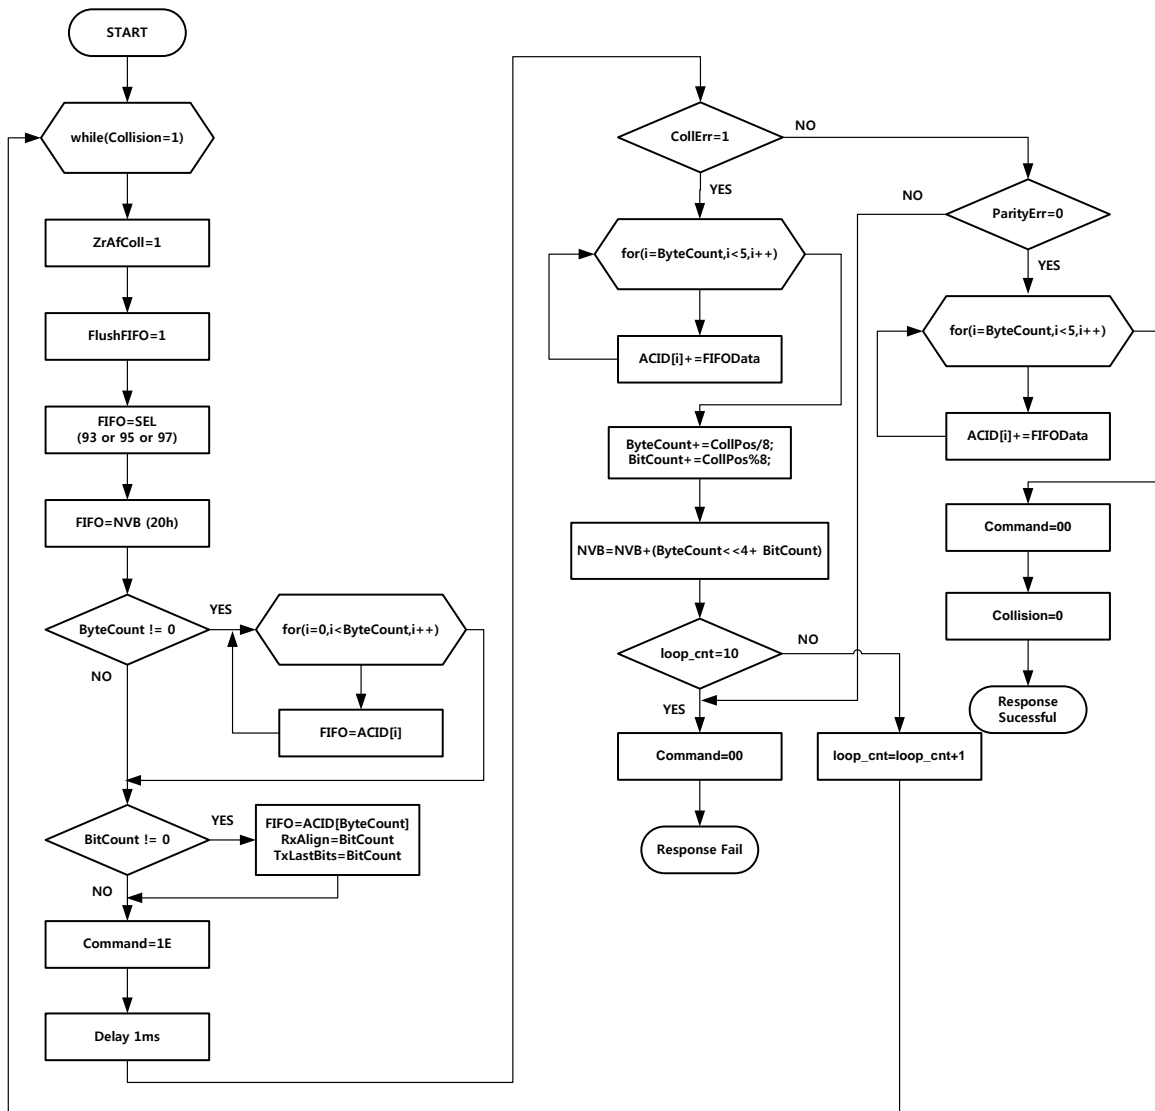 START
while(Collision=1)
ZrAfColl=1
FlushFIFO=1
FIFO=SEL
(93 or 95 or 97)
FIFO=NVB (20h)
ByteCount != 0
YES
NO
for(i=0,i<ByteCount,i++)
FIFO=ACID[i]
BitCount != 0
YES
NO
FIFO=ACID[ByteCount]
RxAlign=BitCount
TxLastBits=BitCount
Command=1E
Delay 1ms
CollErr=1
NO
YES
for(i=ByteCount,i<5,i++)
ACID[i]+=FIFOData
ByteCount+=CollPos/8;
BitCount+=CollPos%8;
NVB=NVB+(ByteCount<<4+ BitCount)
loop_cnt=10
NO
YES
Command=00
Response Fail
loop_cnt=loop_cnt+1
ParityErr=0
NO
YES
for(i=ByteCount,i<5,i++)
ACID[i]+=FIFOData
Command=00
Collision=0
Response
Sucessful